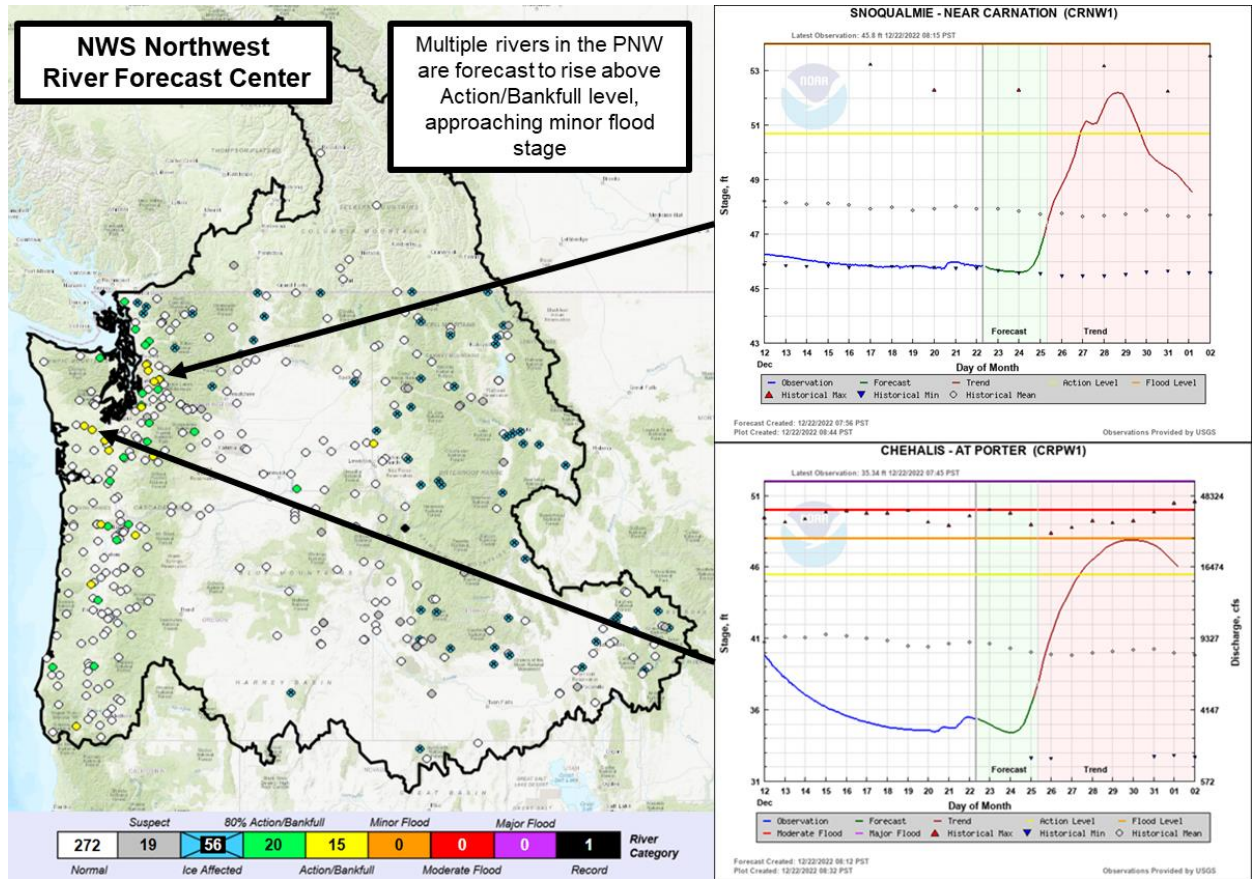 NWS Northwest
River Forecast Center
Multiple rivers in the PNW
are forecast to rise above
Action/Bankfull level,
approaching minor flood
stage
Suspect
80% Action/Bankfull
Minor Flood
Major Flood
272
19
56
20
15
0
0
0
1
River
Category
Normal
Ice Affected
Action/Bankfull
Moderate Flood
Record
SNOQUALMIE - NEAR CARNATION (CRNW1)
Latest Observation: 45.8 ft 12/22/2022 08:15 PST
NOAA
Stage, ft
53
51
49
48
46
45
43
Forecast
Trend
12 13 14 15 16 17 18 19 20 21 22 23 24 25 26 27 28 29 30 31 01 02
Dec
Day of Month
Observation Forecast Trend Action Level Flood Level
Historical Max Historical Min Historical Mean
Forecast Created: 12/22/2022 07:56 PST
Plot Created: 12/22/2022 08:44 PST
Observations Provided by USGS
CHEHALIS - AT PORTER (CRPW1)
Latest Observation: 35.34 ft 12/22/2022 07:45 PST
NOAA
Stage, ft
51
46
41
36
31
48324
16474
9327
4147
572
Discharge, cfs
Forecast
Trend
12 13 14 15 16 17 18 19 20 21 22 23 24 25 26 27 28 29 30 31 01 02
Dec
Day of Month
Observation Forecast Trend Action Level Flood Level
Moderate Flood Major Flood Historical Max Historical Min Historical Mean
Forecast Created: 12/22/2022 08:12 PST
Plot Created: 12/22/2022 08:32 PST
Observations Provided by USGS